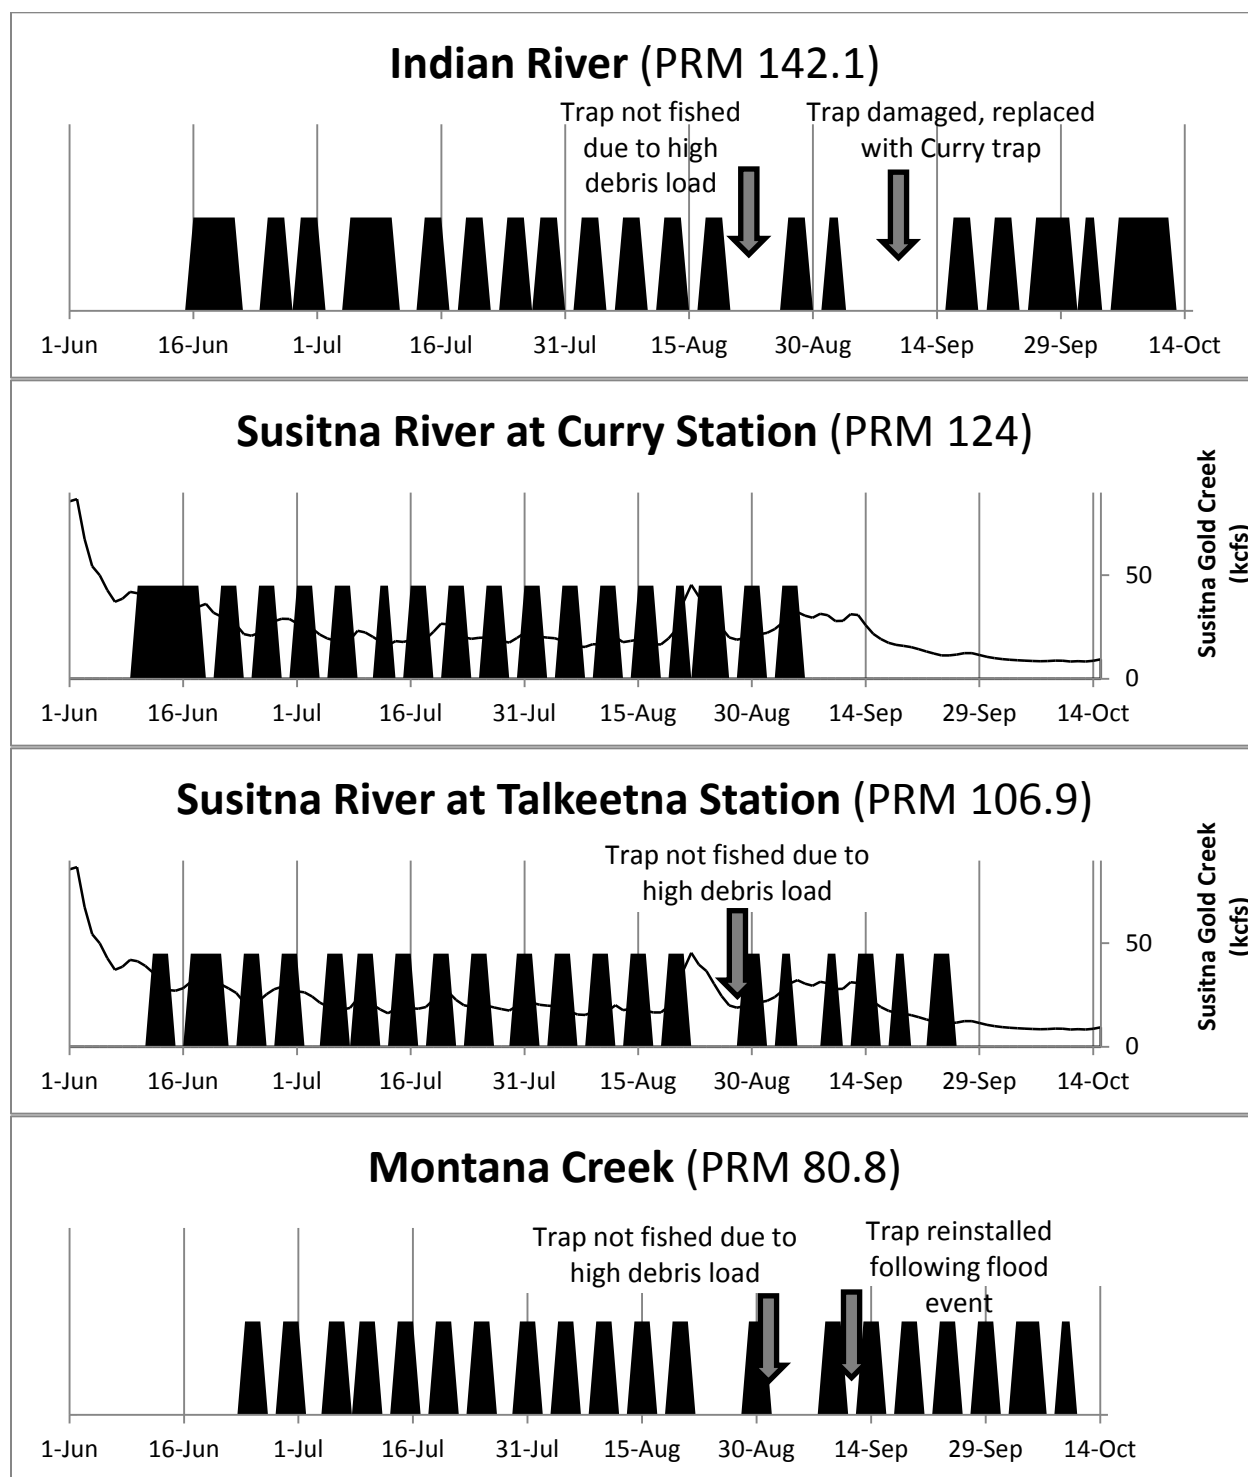 Indian River (PRM 142.1)
Trap not fished
due to high
debris load
Trap damaged, replaced
with Curry trap
1-Jun 16-Jun 1-Jul 16-Jul 31-Jul 15-Aug 30-Aug 14-Sep 29-Sep 14-Oct
Susitna River at Curry Station (PRM 124)
Susitna Gold Creek
(kcfs)
50
0
1-Jun 16-Jun 1-Jul 16-Jul 31-Jul 15-Aug 30-Aug 14-Sep 29-Sep 14-Oct
Susitna River at Talkeetna Station (PRM 106.9)
Trap not fished due to
high debris load
Susitna Gold Creek
(kcfs)
50
0
1-Jun 16-Jun 1-Jul 16-Jul 31-Jul 15-Aug 30-Aug 14-Sep 29-Sep 14-Oct
Montana Creek (PRM 80.8)
Trap not fished due to
high debris load
Trap reinstalled
following flood
event
1-Jun 16-Jun 1-Jul 16-Jul 31-Jul 15-Aug 30-Aug 14-Sep 29-Sep 14-Oct